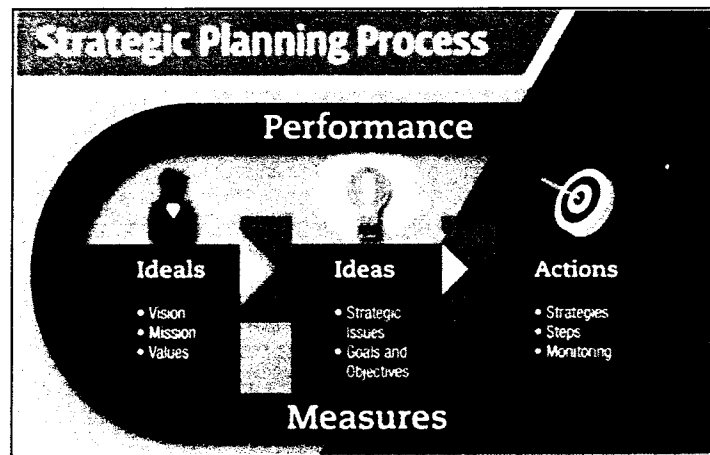 Strategic Planning Process
Performance
Ideals
• Vision
• Mission
• Values
Ideas
• Strategic
Issues
• Goals and
Objectives
Actions
• Strategies
• Steps
• Monitoring
Measures